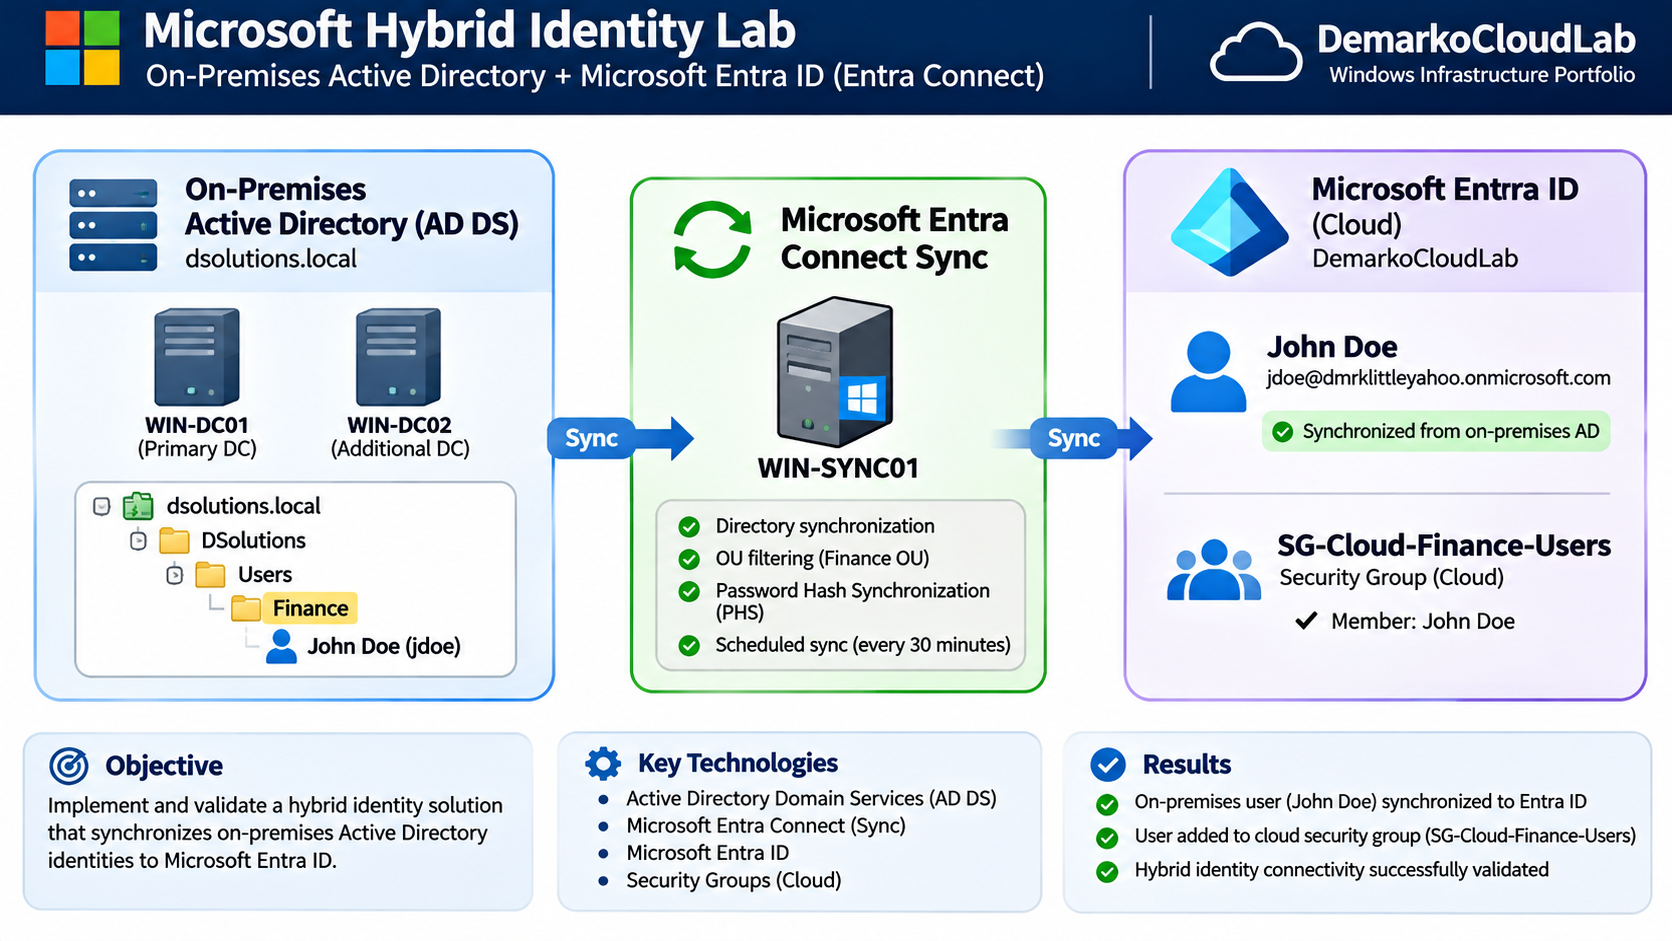 Microsoft Hybrid Identity Lab
On-Premises Active Directory + Microsoft Entra ID (Entra Connect)
DemarkoCloudLab
Windows Infrastructure Portfolio
On-Premises
Active Directory (AD DS)
dsolutions.local
WIN-DC01
(Primary DC)
WIN-DC02
(Additional DC)
dsolutions.local
DSolutions
Users
Finance
John Doe (jdoe)
Sync
Microsoft Entra
Connect Sync
WIN-SYNC01
Directory synchronization
OU filtering (Finance OU)
Password Hash Synchronization
(PHS)
Scheduled sync (every 30 minutes)
Sync
Microsoft Entrra ID
(Cloud)
DemarkoCloudLab
John Doe
jdoe@dmrklittleyahoo.onmicrosoft.com
Synchronized from on-premises AD
SG-Cloud-Finance-Users
Security Group (Cloud)
Member: John Doe
Objective
Implement and validate a hybrid identity solution
that synchronizes on-premises Active Directory
identities to Microsoft Entra ID.
Key Technologies
Active Directory Domain Services (AD DS)
Microsoft Entra Connect (Sync)
Microsoft Entra ID
Security Groups (Cloud)
Results
On-premises user (John Doe) synchronized to Entra ID
User added to cloud security group (SG-Cloud-Finance-Users)
Hybrid identity connectivity successfully validated